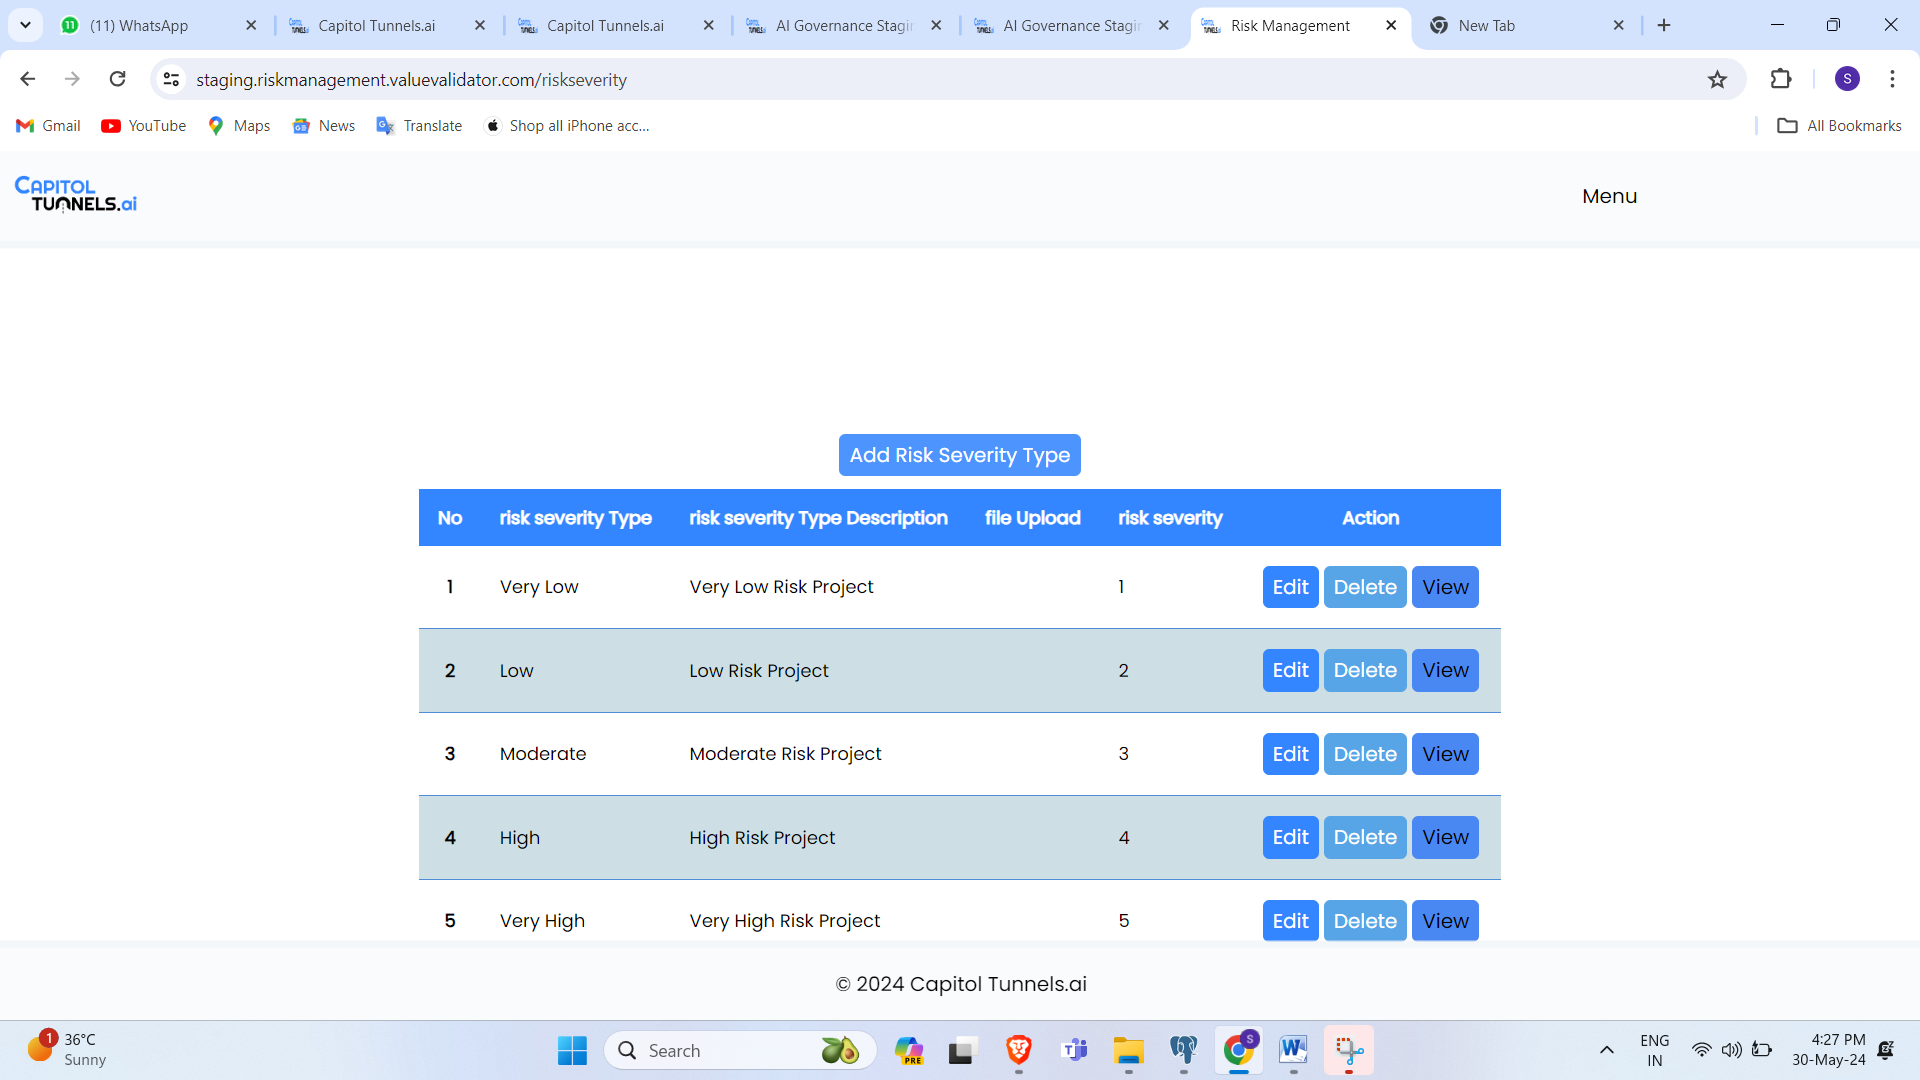 (11) WhatsApp
Capitol Tunnels.ai
Capitol Tunnels.ai
AI Governance Stagin
AI Governance Stagin
Risk Management
New Tab
staging.riskmanagement.valuevalidator.com/riskseverity
S
Gmail
YouTube
Maps
News
Translate
Shop all iPhone acc...
All Bookmarks
CAPITOL
TUNNELS.ai
Menu
Add Risk Severity Type
No risk severity Type risk severity Type Description file Upload risk severity Action
1 Very Low Very Low Risk Project 1 Edit Delete View
2 Low Low Risk Project 2 Edit Delete View
3 Moderate Moderate Risk Project 3 Edit Delete View
4 High High Risk Project 4 Edit Delete View
5 Very High Very High Risk Project 5 Edit Delete View
© 2024 Capitol Tunnels.ai
1
36°C
Sunny
Search
PRE
S
ENG
IN
4:27 PM
30-May-24